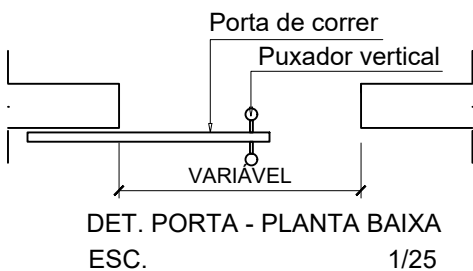 Porta de correr
Puxador vertical
VARIÁVEL
DET. PORTA - PLANTA BAIXA
ESC. 1/25